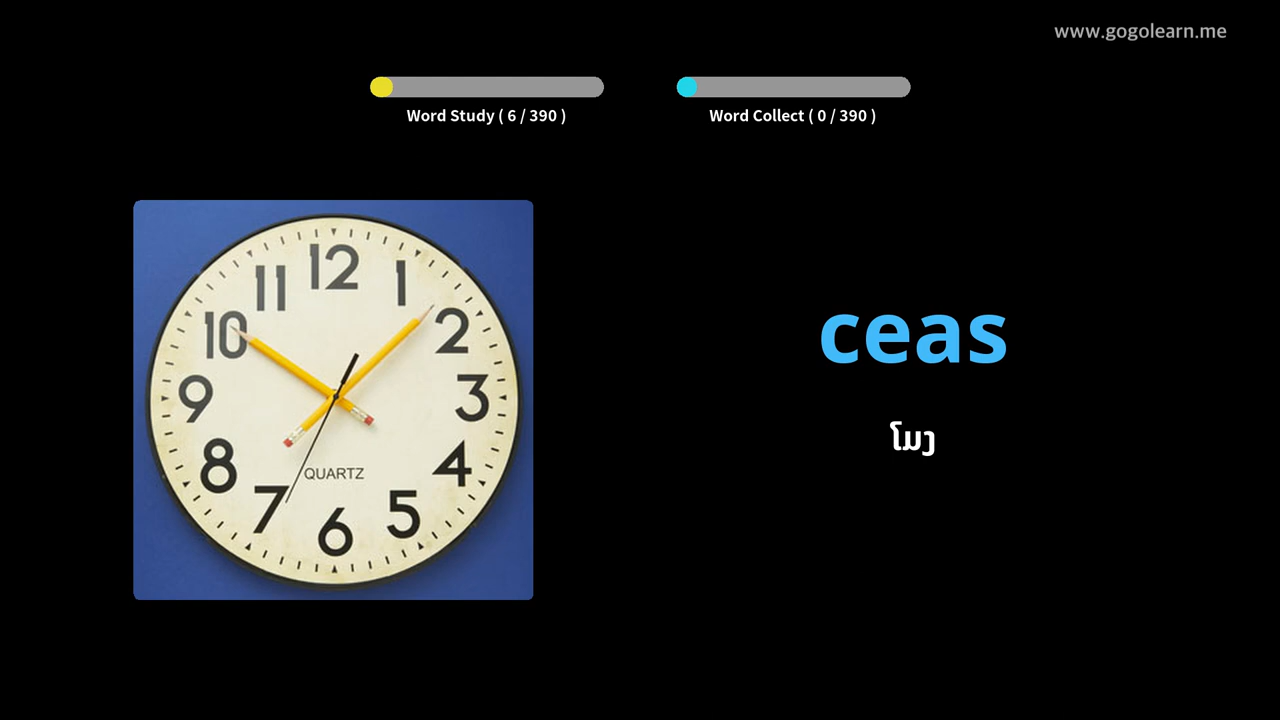 www.gogolearn.me
Word Study ( 6 / 390 )
Word Collect ( 0 / 390 )
12
11
1
10
2
9
3
8
4
QUARTZ
7
5
6
ceas
ໂມງ